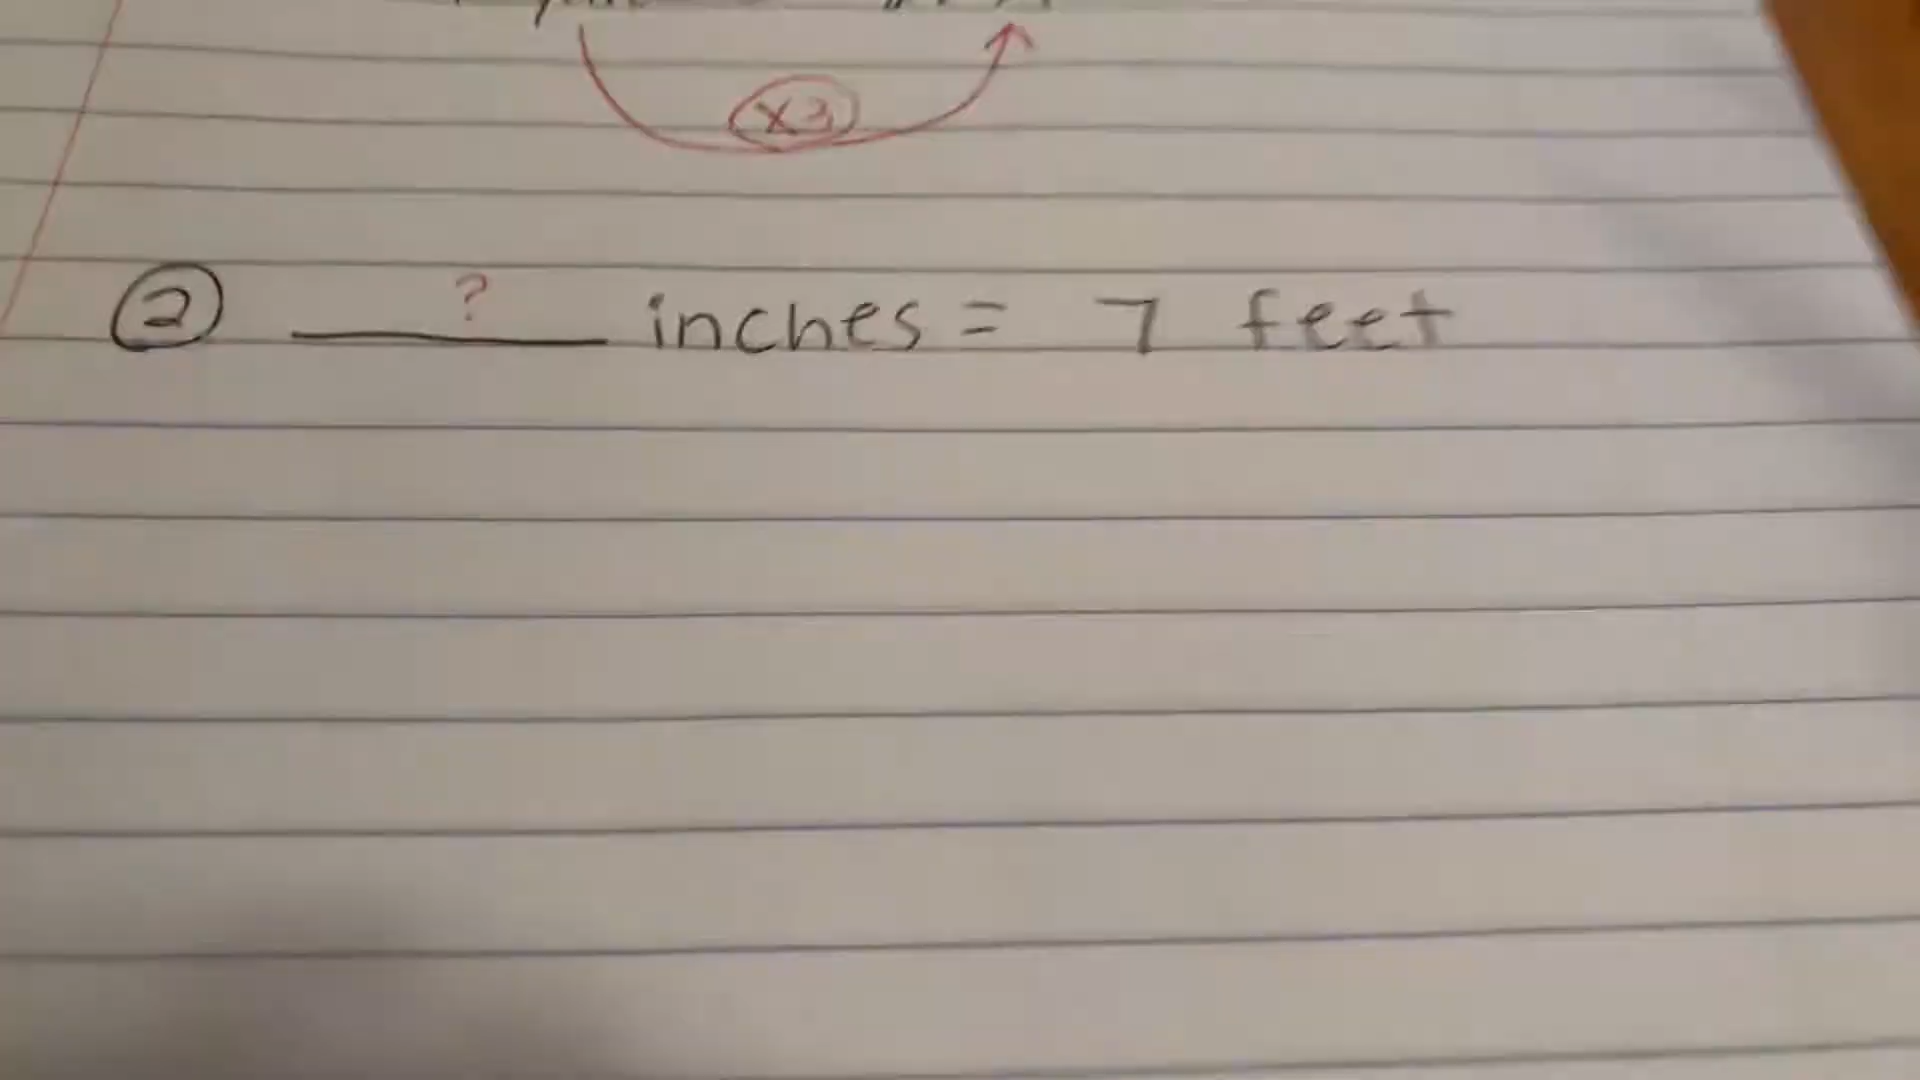 x3
② ? inches = 7 feet